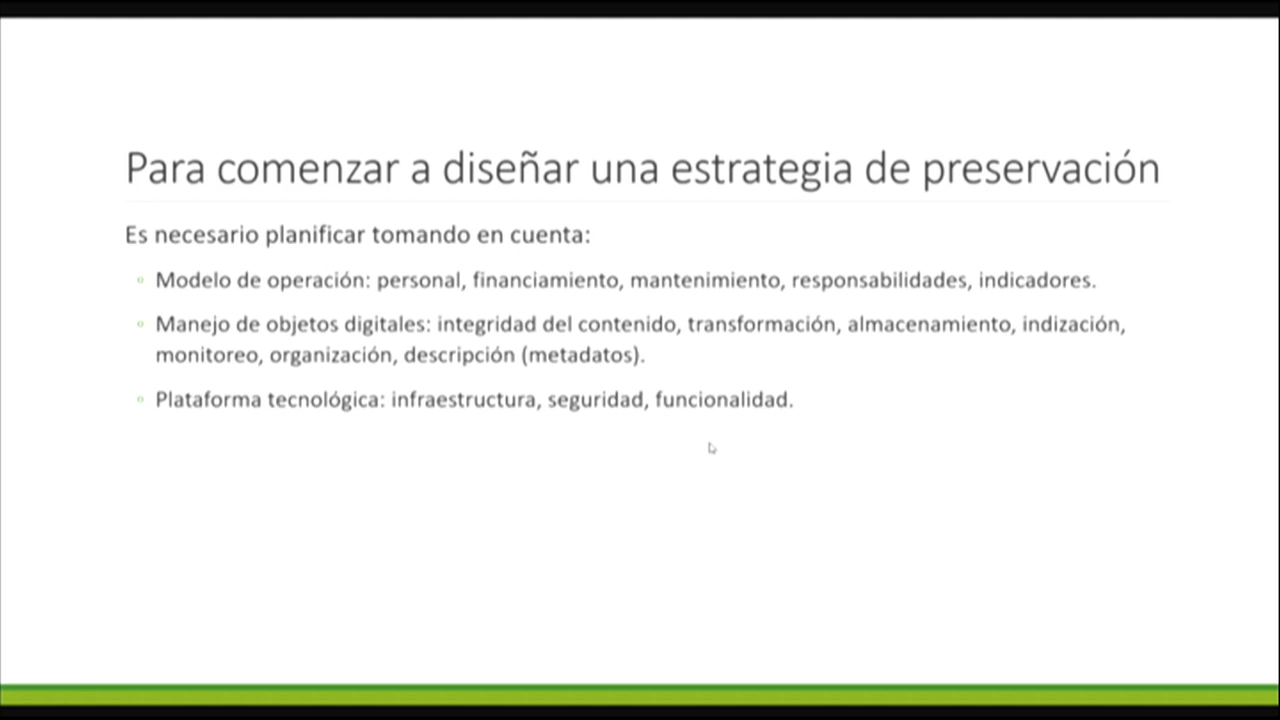 Para comenzar a diseñar una estrategia de preservación
Es necesario planificar tomando en cuenta:
◦ Modelo de operación: personal, financiamiento, mantenimiento, responsabilidades, indicadores.
◦ Manejo de objetos digitales: integridad del contenido, transformación, almacenamiento, indización,
monitoreo, organización, descripción (metadatos).
◦ Plataforma tecnológica: infraestructura, seguridad, funcionalidad.